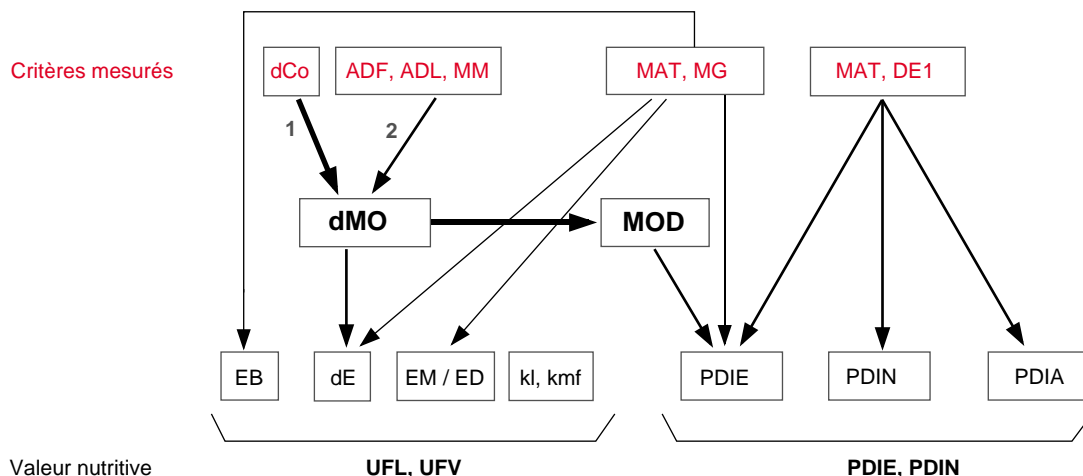 Critères mesurés
dCo
ADF, ADL, MM
MAT, MG
MAT, DE1
1
2
dMO
MOD
EB
dE
EM / ED
kl, kmf
PDIE
PDIN
PDIA
Valeur nutritive
UFL, UFV
PDIE, PDIN